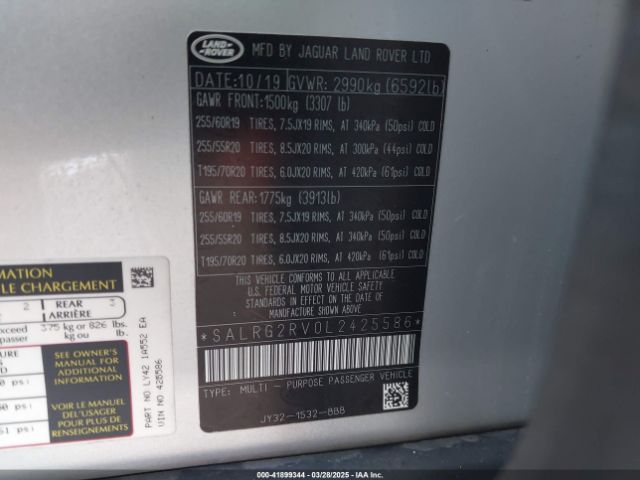 LAND ROVER
MFD BY JAGUAR LAND ROVER LTD
DATE: 10/19 GVWR: 2990kg (6592lb)
GAWR FRONT: 1500kg (3307 lb)
255/60R19 TIRES, 7.5JX19 RIMS, AT 340kPa (50psi) COLD
255/55R20 TIRES, 8.5JX20 RIMS, AT 300kPa (44psi) COLD
T195/70R20 TIRES, 6.0JX20 RIMS, AT 420kPa (61psi) COLD
GAWR REAR: 1775kg (3913lb)
255/60R19 TIRES, 7.5JX19 RIMS, AT 340kPa (50psi) COLD
255/55R20 TIRES, 8.5JX20 RIMS, AT 340kPa (50psi) COLD
T195/70R20 TIRES, 6.0JX20 RIMS, AT 420kPa (61psi) COLD
THIS VEHICLE CONFORMS TO ALL APPLICABLE
U.S. FEDERAL MOTOR VEHICLE SAFETY
STANDARDS IN EFFECT ON THE DATE OF
MANUFACTURE SHOWN ABOVE.
*SALRG2RV0L2425586*
TYPE: MULTI - PURPOSE PASSENGER VEHICLE
JY32-1532-BBB
RMATION
LE CHARGEMENT
2 REAR 3
ARRIÈRE
xceed 375 kg or 826 lbs.
passer kg ou lb.
SEE OWNER'S
MANUAL FOR
ADDITIONAL
INFORMATION
VOIR LE MANUEL
DE L'USAGER
POUR PLUS DE
RENSEIGNEMENTS
PART NO LY42 1A552 EA
VIN NO 425586
000-41899344 | 03/28/2025 | IAAI.COM